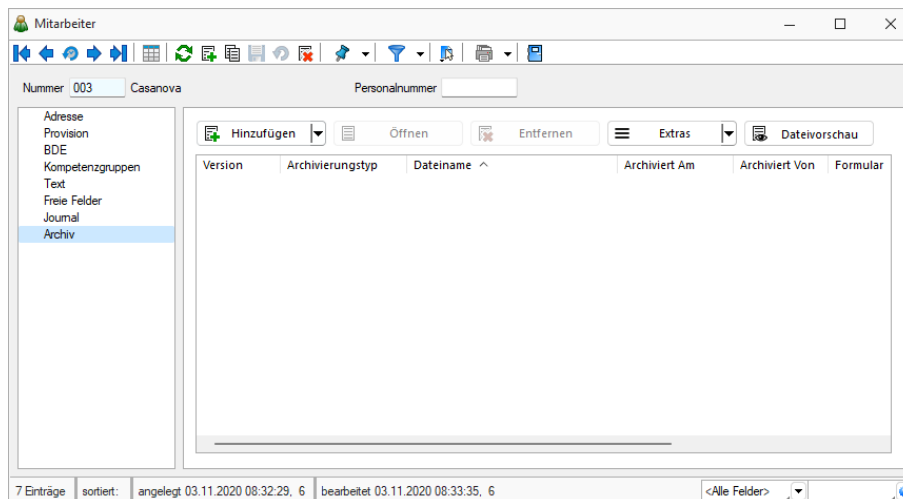 Mitarbeiter
Nummer 003 Casanova Personalnummer
Adresse
Provision
BDE
Kompetenzgruppen
Text
Freie Felder
Journal
Archiv
Hinzufügen Öffnen Entfernen Extras Dateivorschau
Version Archivierungstyp Dateiname Archiviert Am Archiviert Von Formular
7 Einträge sortiert: angelegt 03.11.2020 08:32:29, 6 bearbeitet 03.11.2020 08:33:35, 6 <Alle Felder>